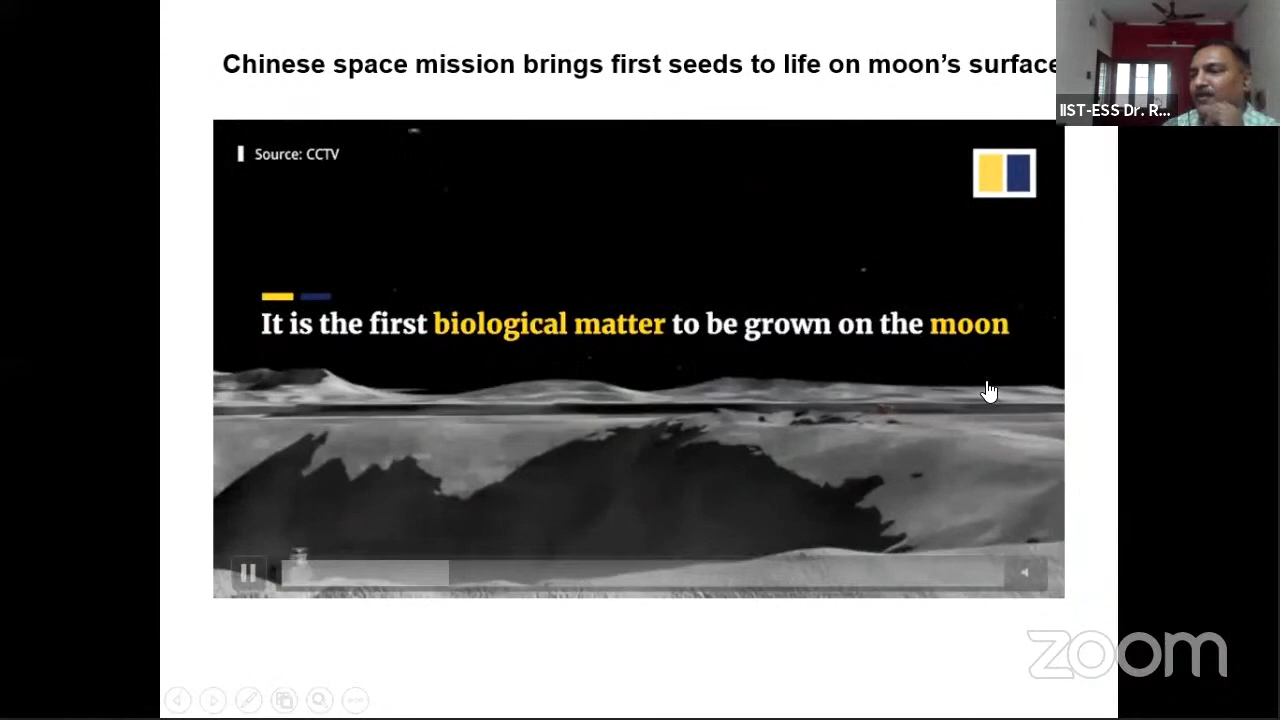 Chinese space mission brings first seeds to life on moon’s surface
IIST-ESS Dr. R...
Source: CCTV
It is the first biological matter to be grown on the moon
zoom